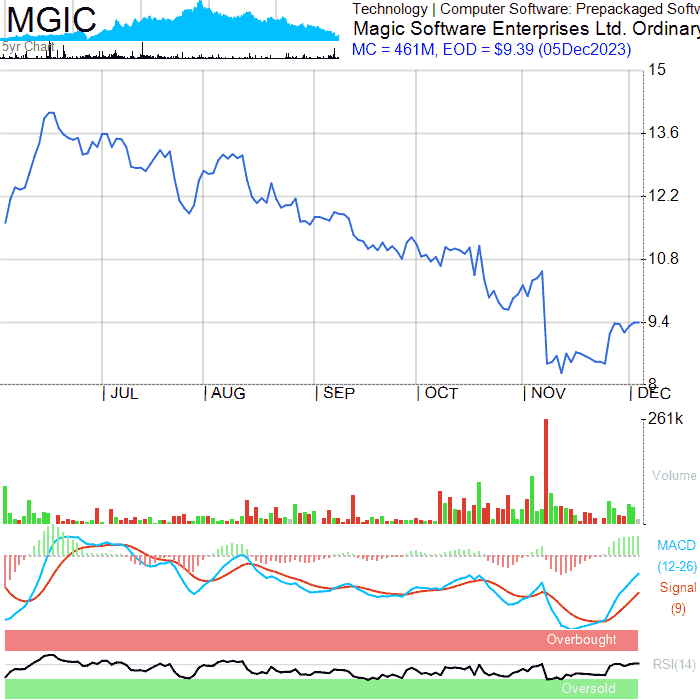 MGIC
5yr Chart
Technology | Computer Software: Prepackaged Softw
Magic Software Enterprises Ltd. Ordinary
MC = 461M, EOD = $9.39 (05Dec2023)
15
13.6
12.2
10.8
9.4
8
JUL
AUG
SEP
OCT
NOV
DEC
261k
Volume
MACD
(12-26)
Signal
(9)
Overbought
RSI(14)
Oversold